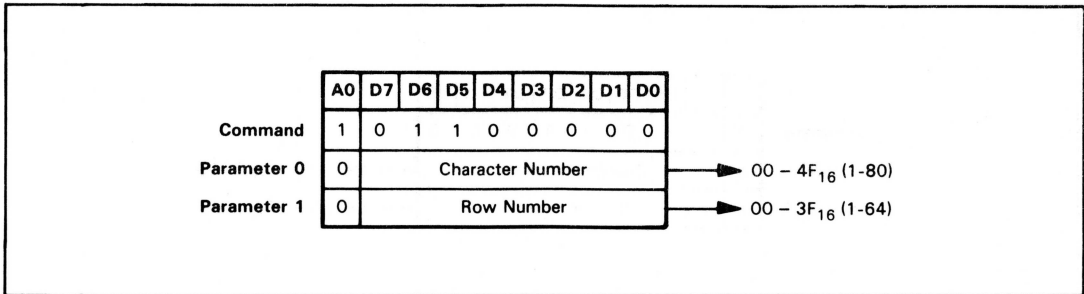 A0 D7 D6 D5 D4 D3 D2 D1 D0
Command 1 0 1 1 0 0 0 0 0
Parameter 0 0 Character Number 00 – 4F₁₆ (1-80)
Parameter 1 0 Row Number 00 – 3F₁₆ (1-64)